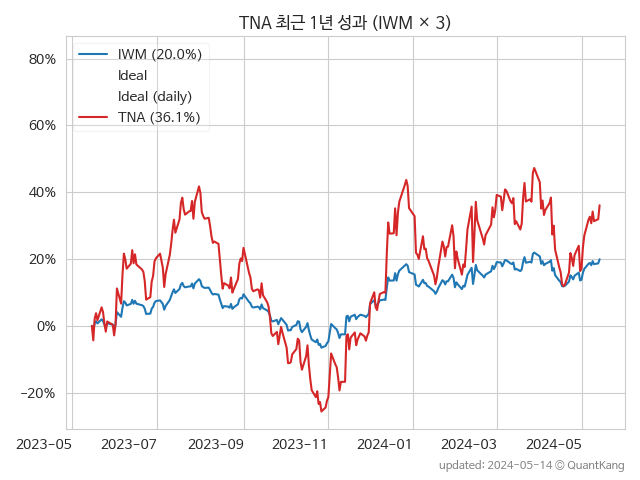 TNA 최근 1년 성과 (IWM × 3)
IWM (20.0%)
Ideal
Ideal (daily)
TNA (36.1%)
80%
60%
40%
20%
0%
−20%
2023-05 2023-07 2023-09 2023-11 2024-01 2024-03 2024-05
updated: 2024-05-14 © QuantKang